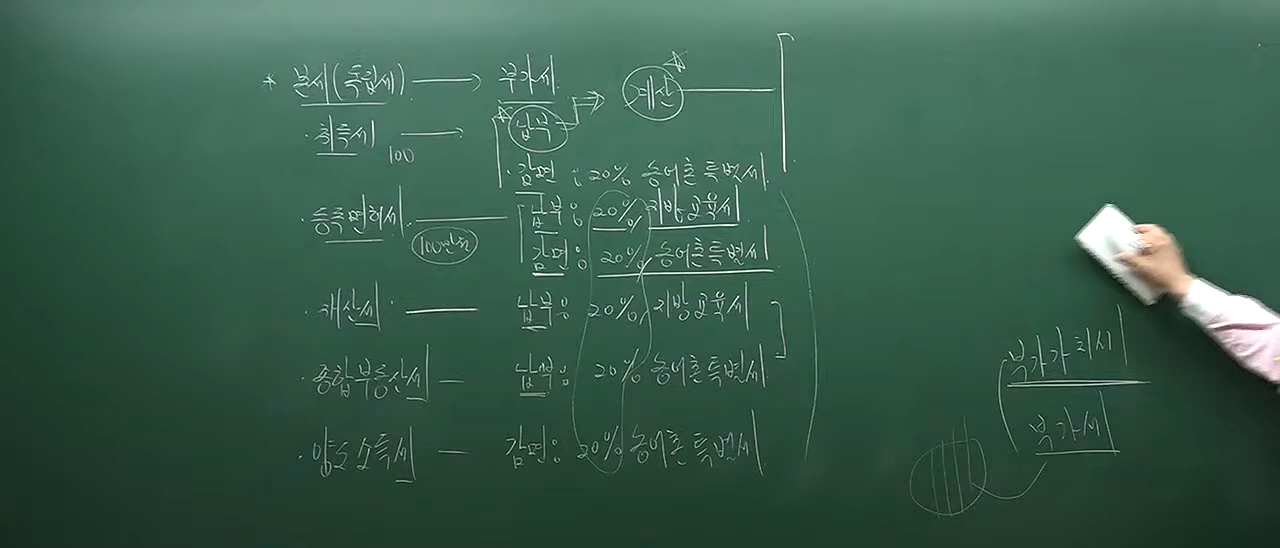 * 본세(독립세) → 부가세
· 취득세 100 → 납부 ⇒ 계산
· 감면 : 20% 농어촌특별세
· 등록면허세 100만원 납부 : 20% 지방교육세
감면 : 20% 농어촌특별세
· 재산세 납부 : 20% 지방교육세
· 종합부동산세 납부 : 20% 농어촌특별세
· 양도소득세 감면 : 20% 농어촌특별세
부가가치세
부가세